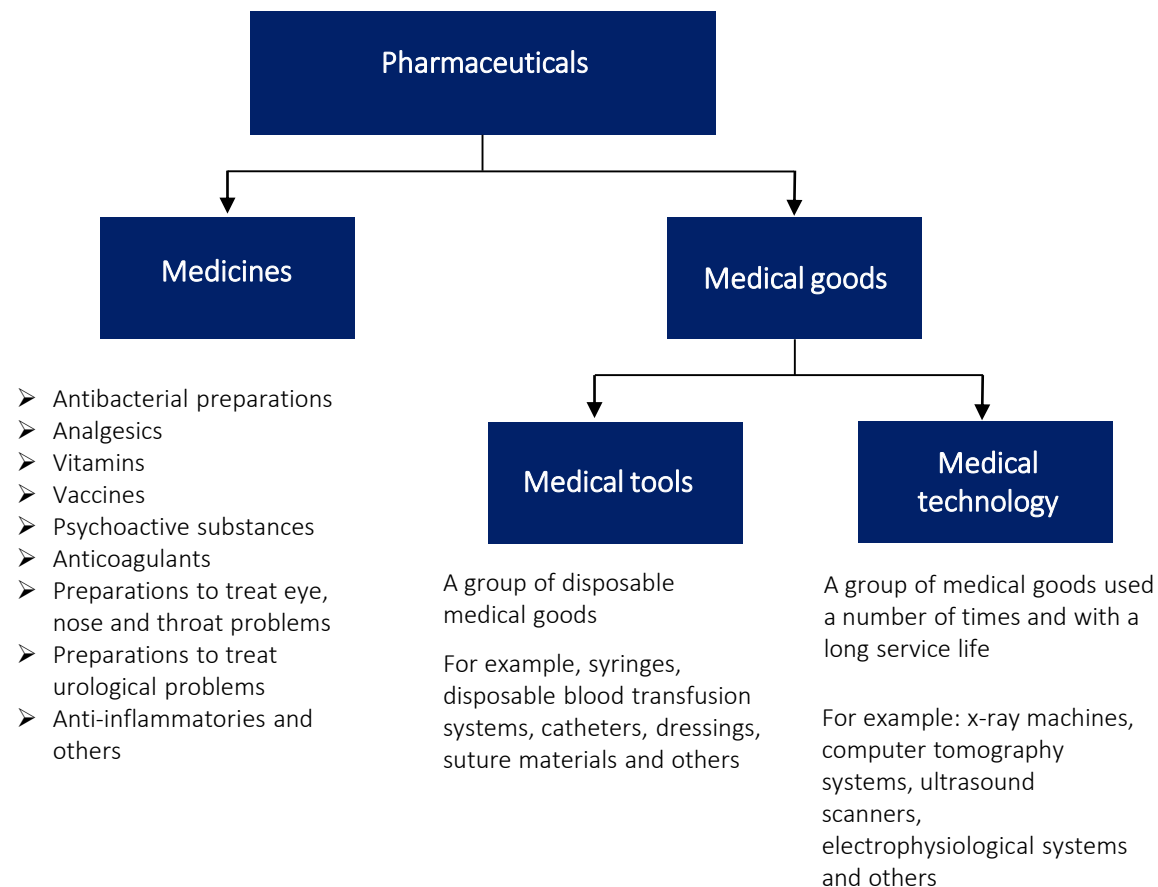 Pharmaceuticals
Medicines
Medical goods
➢ Antibacterial preparations
➢ Analgesics
➢ Vitamins
➢ Vaccines
➢ Psychoactive substances
➢ Anticoagulants
➢ Preparations to treat eye,
nose and throat problems
➢ Preparations to treat
urological problems
➢ Anti-inflammatories and
others
Medical tools
A group of disposable
medical goods
For example, syringes,
disposable blood transfusion
systems, catheters, dressings,
suture materials and others
Medical
technology
A group of medical goods used
a number of times and with a
long service life
For example: x-ray machines,
computer tomography
systems, ultrasound
scanners,
electrophysiological systems
and others